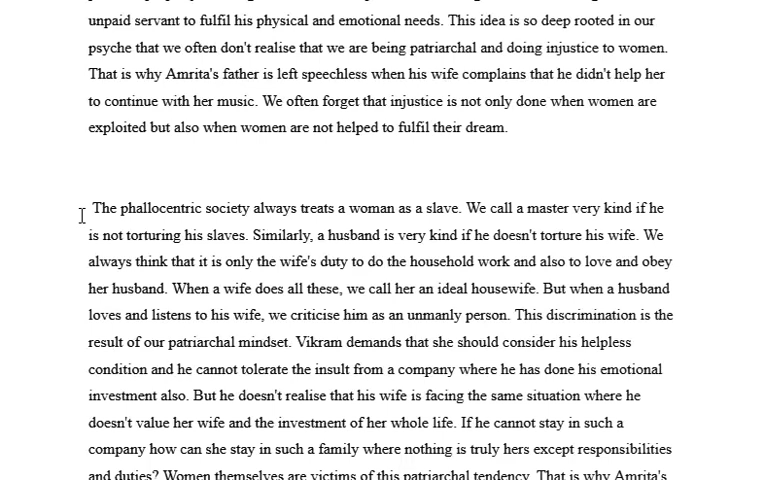 unpaid servant to fulfil his physical and emotional needs. This idea is so deep rooted in our
psyche that we often don't realise that we are being patriarchal and doing injustice to women.
That is why Amrita's father is left speechless when his wife complains that he didn't help her
to continue with her music. We often forget that injustice is not only done when women are
exploited but also when women are not helped to fulfil their dream.
The phallocentric society always treats a woman as a slave. We call a master very kind if he
is not torturing his slaves. Similarly, a husband is very kind if he doesn't torture his wife. We
always think that it is only the wife's duty to do the household work and also to love and obey
her husband. When a wife does all these, we call her an ideal housewife. But when a husband
loves and listens to his wife, we criticise him as an unmanly person. This discrimination is the
result of our patriarchal mindset. Vikram demands that she should consider his helpless
condition and he cannot tolerate the insult from a company where he has done his emotional
investment also. But he doesn't realise that his wife is facing the same situation where he
doesn't value her wife and the investment of her whole life. If he cannot stay in such a
company how can she stay in such a family where nothing is truly hers except responsibilities
and duties? Women themselves are victims of this patriarchal tendency. That is why Amrita's